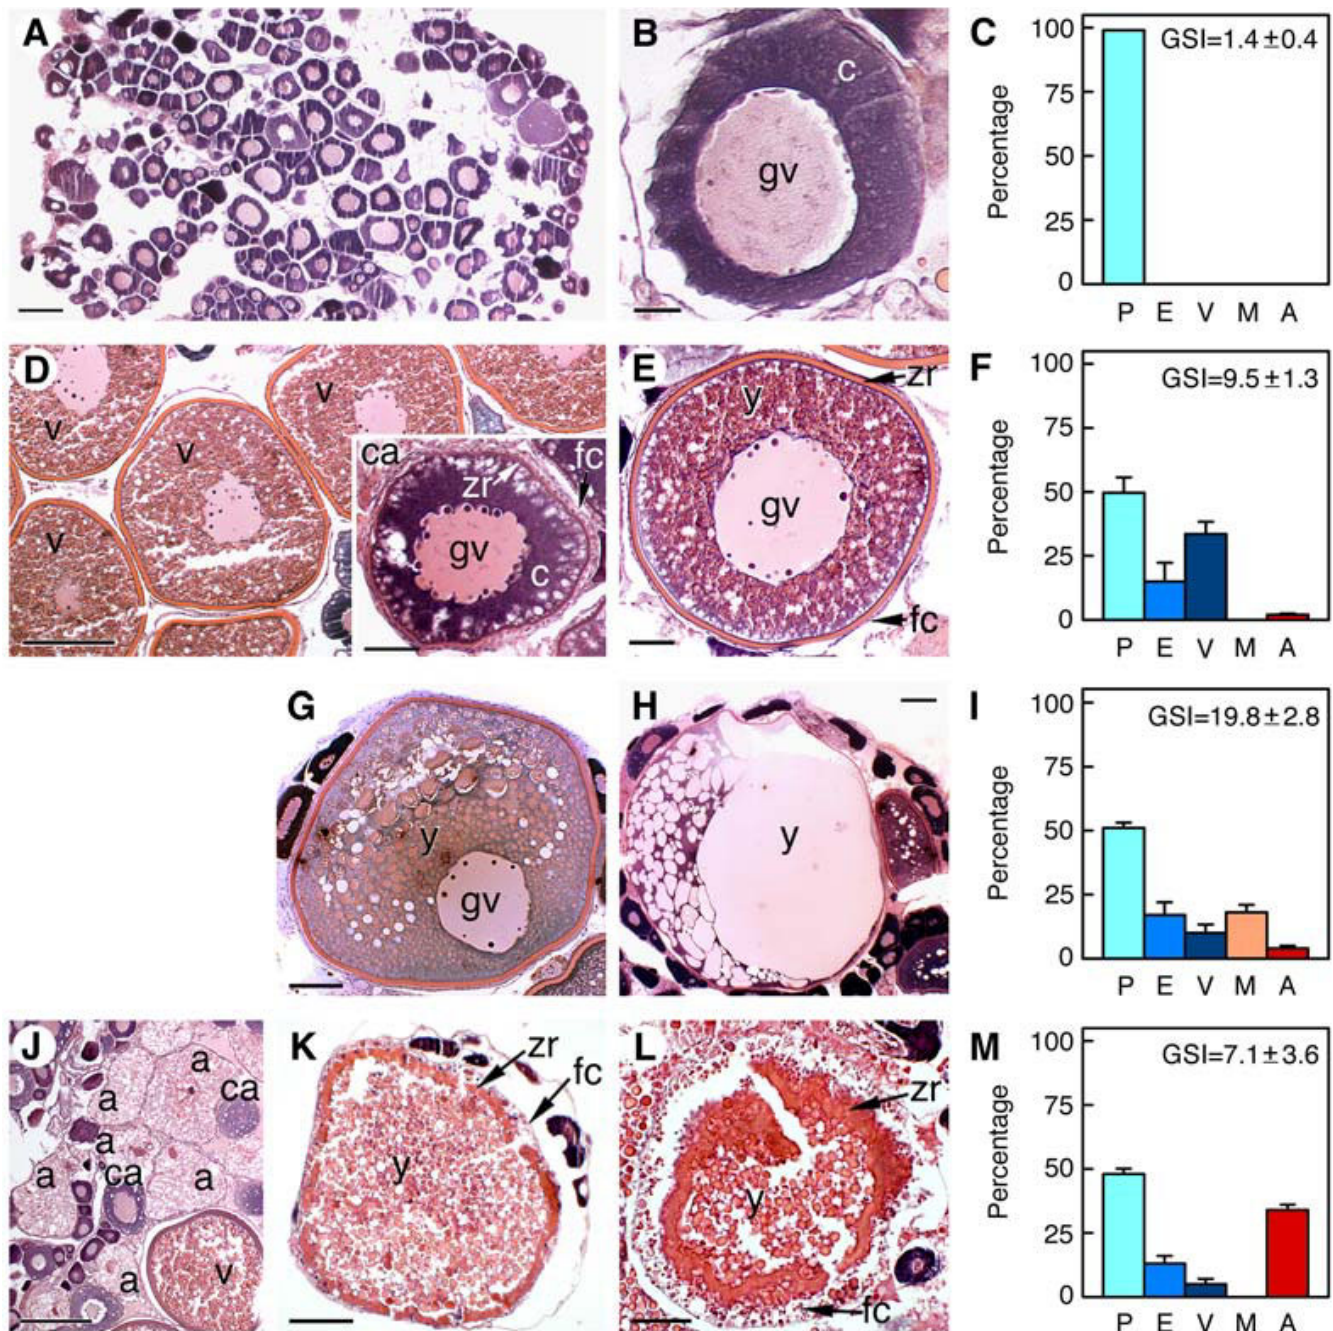 A
B
c
gv
C
GSI=1.4±0.4
Percentage
100
75
50
25
0
P E V M A
D
v
v
v
v
ca
zr
fc
gv
c
E
zr
y
gv
fc
F
GSI=9.5±1.3
Percentage
100
75
50
25
0
P E V M A
G
y
gv
H
y
I
GSI=19.8±2.8
Percentage
100
75
50
25
0
P E V M A
J
a
ca
a
a
a
ca
a
a
v
K
zr
fc
y
L
zr
y
fc
M
GSI=7.1±3.6
Percentage
100
75
50
25
0
P E V M A